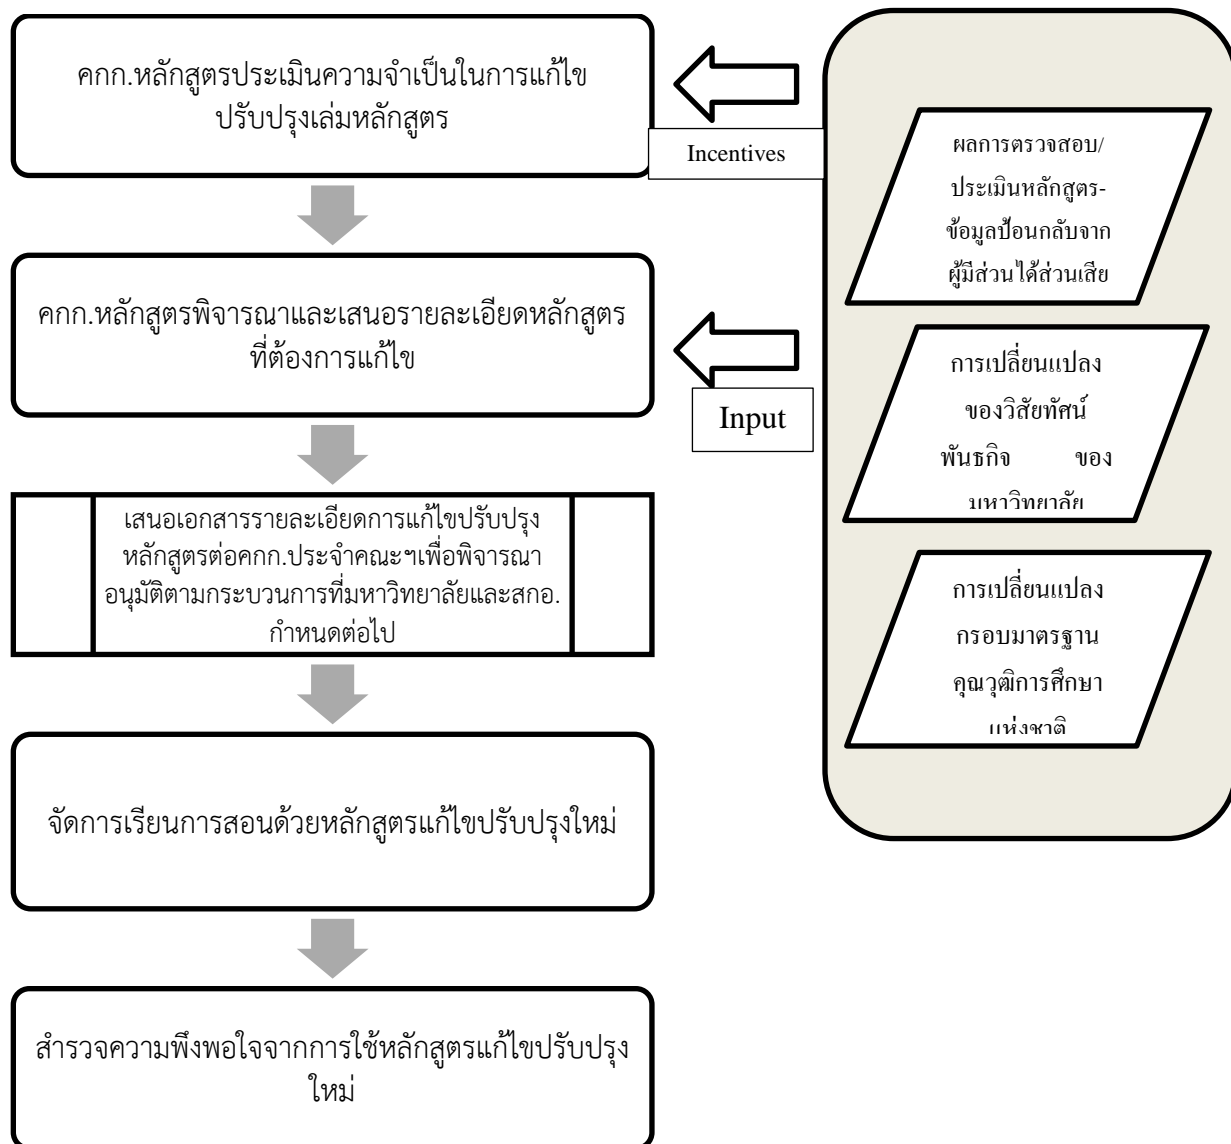 คกก.หลักสูตรประเมินความจำเป็นในการแก้ไข
ปรับปรุงเล่มหลักสูตร
Incentives
คกก.หลักสูตรพิจารณาและเสนอรายละเอียดหลักสูตร
ที่ต้องการแก้ไข
Input
เสนอเอกสารรายละเอียดการแก้ไขปรับปรุง
หลักสูตรต่อคกก.ประจำคณะฯเพื่อพิจารณา
อนุมัติตามกระบวนการที่มหาวิทยาลัยและสกอ.
กำหนดต่อไป
จัดการเรียนการสอนด้วยหลักสูตรแก้ไขปรับปรุงใหม่
สำรวจความพึงพอใจจากการใช้หลักสูตรแก้ไขปรับปรุง
ใหม่
ผลการตรวจสอบ/
ประเมินหลักสูตร-
ข้อมูลป้อนกลับจาก
ผู้มีส่วนได้ส่วนเสีย
การเปลี่ยนแปลง
ของวิสัยทัศน์
พันธกิจ ของ
มหาวิทยาลัย
การเปลี่ยนแปลง
กรอบมาตรฐาน
คุณวุฒิการศึกษา
แห่งชาติ